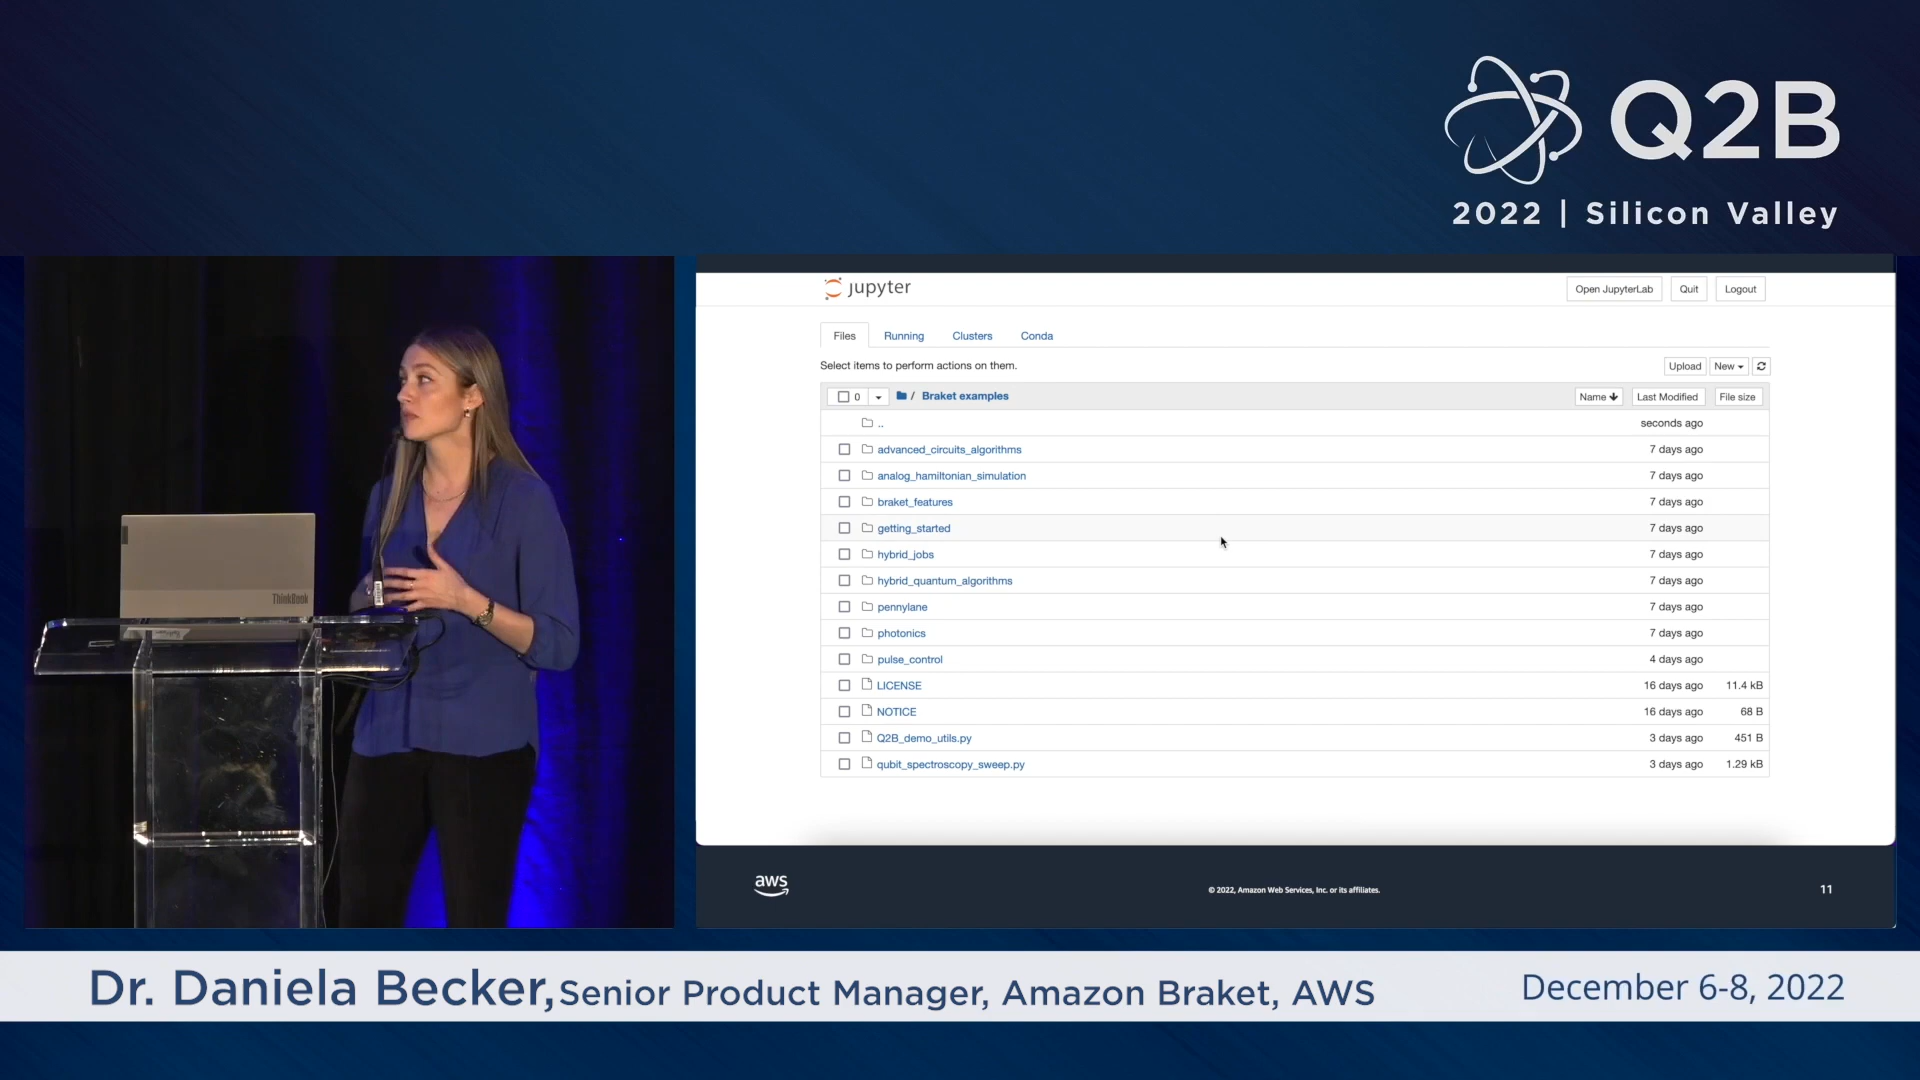 Q2B
2022 | Silicon Valley
jupyter
Open JupyterLab Quit Logout
Files Running Clusters Conda
Select items to perform actions on them.
Upload New
0 / Braket examples Name Last Modified File size
.. seconds ago
advanced_circuits_algorithms 7 days ago
analog_hamiltonian_simulation 7 days ago
braket_features 7 days ago
getting_started 7 days ago
hybrid_jobs 7 days ago
hybrid_quantum_algorithms 7 days ago
pennylane 7 days ago
photonics 7 days ago
pulse_control 4 days ago
LICENSE 16 days ago 11.4 kB
NOTICE 16 days ago 68 B
Q2B_demo_utils.py 3 days ago 451 B
qubit_spectroscopy_sweep.py 3 days ago 1.29 kB
ThinkBook
aws
© 2022, Amazon Web Services, Inc. or its affiliates.
11
Dr. Daniela Becker, Senior Product Manager, Amazon Braket, AWS
December 6-8, 2022